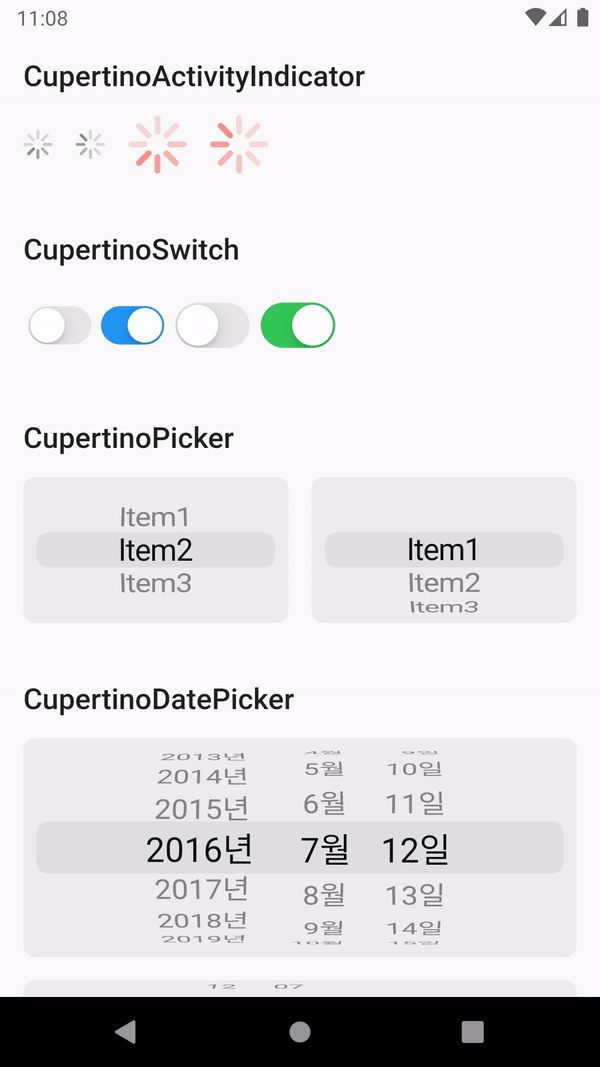 11:08
CupertinoActivityIndicator
CupertinoSwitch
CupertinoPicker
Item1
Item2
Item3
Item1
Item2
Item3
CupertinoDatePicker
2013년 4월 9일
2014년 5월 10일
2015년 6월 11일
2016년 7월 12일
2017년 8월 13일
2018년 9월 14일
2019년 10월 15일
12 07